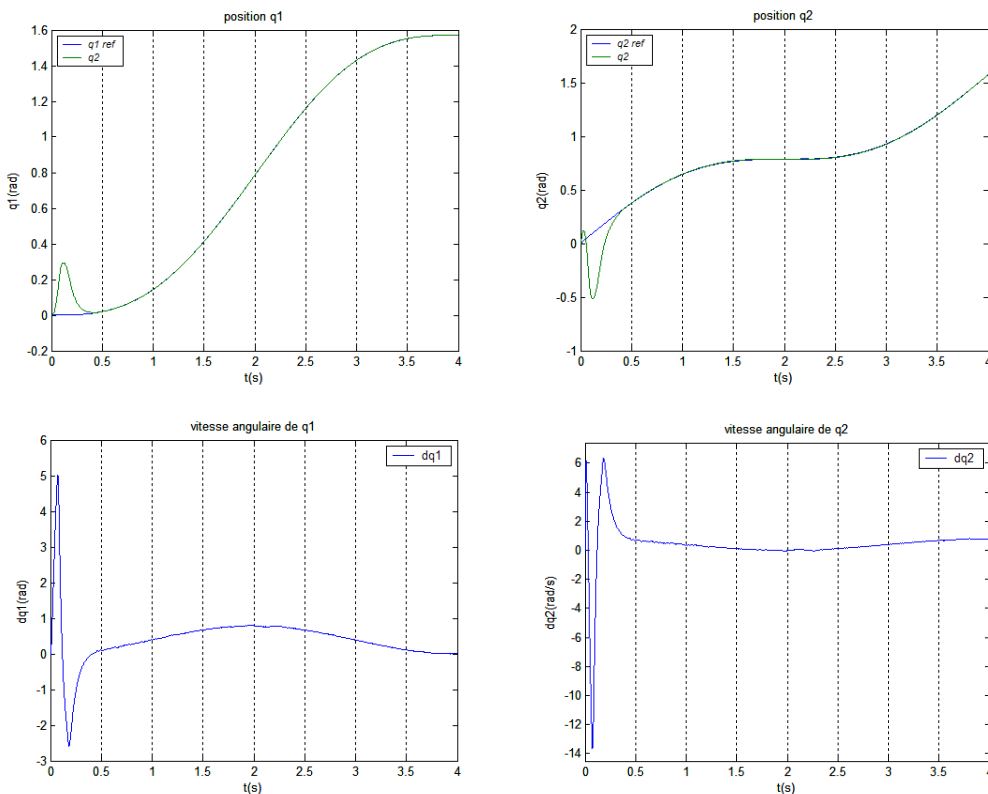 position q1
q1 ref
q2
1.6
1.4
1.2
1
0.8
0.6
0.4
0.2
0
-0.2
q1(rad)
0 0.5 1 1.5 2 2.5 3 3.5 4
t(s)
position q2
q2 ref
q2
2
1.5
1
0.5
0
-0.5
-1
q2(rad)
0 0.5 1 1.5 2 2.5 3 3.5 4
t(s)
vitesse angulaire de q1
dq1
6
5
4
3
2
1
0
-1
-2
-3
dq1(rad)
0 0.5 1 1.5 2 2.5 3 3.5 4
t(s)
vitesse angulaire de q2
dq2
6
4
2
0
-2
-4
-6
-8
-10
-12
-14
dq2(rad/s)
0 0.5 1 1.5 2 2.5 3 3.5 4
t(s)